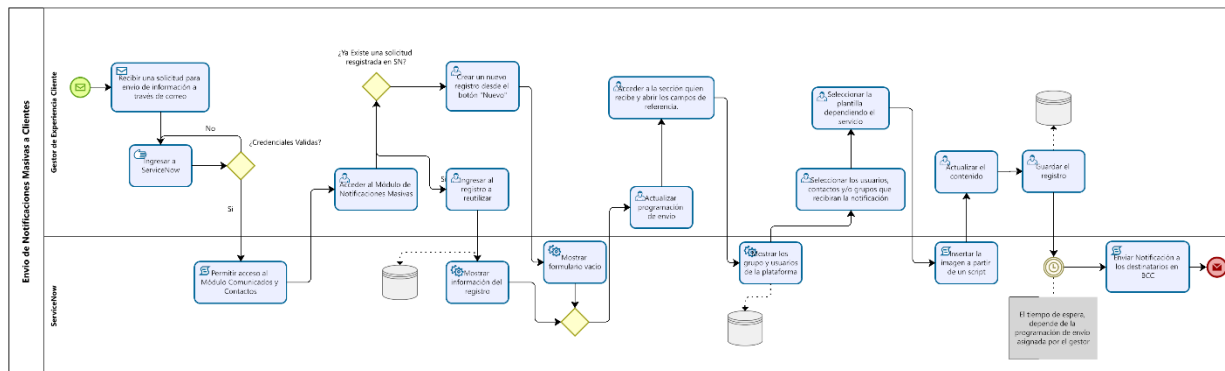 Envio de Notificaciones Masivas a Clientes
Gestor de Experiencia Cliente
Recibir una solicitud para
envio de información a
través de correo
No
Ingresar a
ServiceNow
¿Credenciales Validas?
Si
¿Ya Existe una solicitud
resgistrada en SN?
Acceder al Módulo de
Notificaciones Masivas
Crear un nuevo
registro desde el
botón "Nuevo"
Si
Ingresar al
registro a
reutilizar
Acceder a la sección quien
recibe y abrir los campos de
referencia.
Actualizar
programación
de envio
Seleccionar la
plantilla
dependiendo el
servicio
Seleccionar los usuarios,
contactos y/o grupos que
recibiran la notificación
Actualizar el
contenido
Guardar el
registro
ServiceNow
Permitir acceso al
Módulo Comunicados y
Contactos
Mostrar
información del
registro
Mostrar
formulario vacio
Mostrar los
grupo y usuarios
de la plataforma
Insertar la
imagen a partir
de un script
Enviar Notificación a
los destinatarios en
BCC
El tiempo de espera,
depende de la
programación de envio
asignada por el gestor